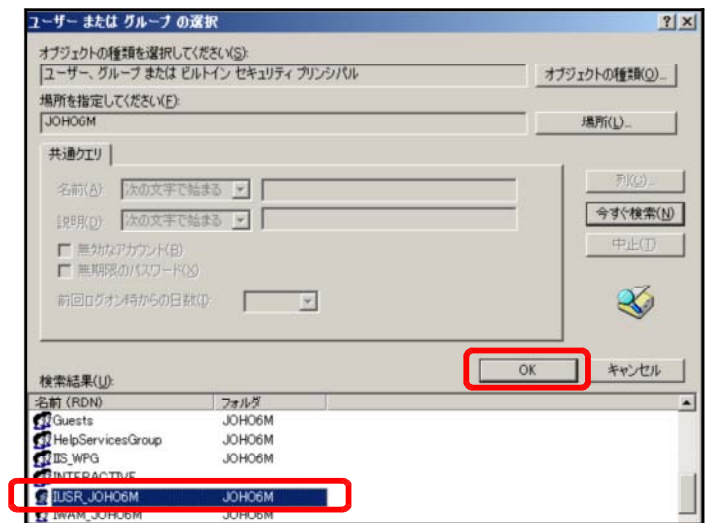 ユーザー または グループ の選択
オブジェクトの種類を選択してください(S):
ユーザー、グループ または ビルトイン セキュリティ プリンシパル
オブジェクトの種類(O)...
場所を指定してください(F):
JOHO6M
場所(L)...
共通クエリ
名前(A):
次の文字で始まる
列(C)...
説明(D):
次の文字で始まる
今すぐ検索(N)
無効なアカウント(B)
中止(T)
無期限のパスワード(X)
前回ログオン時からの日数(I):
OK
キャンセル
検索結果(U):
名前 (RDN) フォルダ
Guests JOHO6M
HelpServicesGroup JOHO6M
IIS_WPG JOHO6M
INTERACTIVE
IUSR_JOHO6M JOHO6M
IWAM_JOHO6M JOHO6M